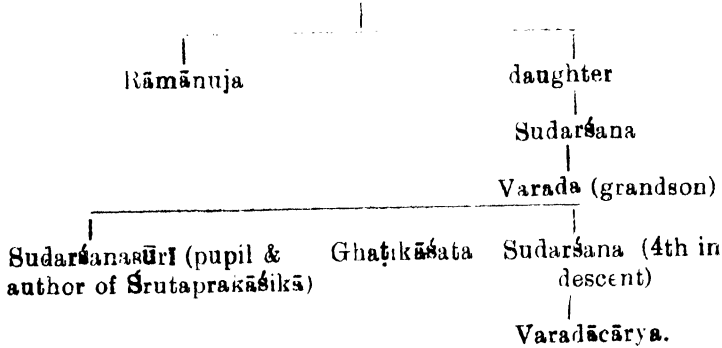 Rāmānuja daughter
Sudarśana
Varada (grandson)
Sudarśanasūrī (pupil & Ghaṭikāśata Sudarśana (4th in
author of Śrutaprakāśikā) descent)
Varadācārya.